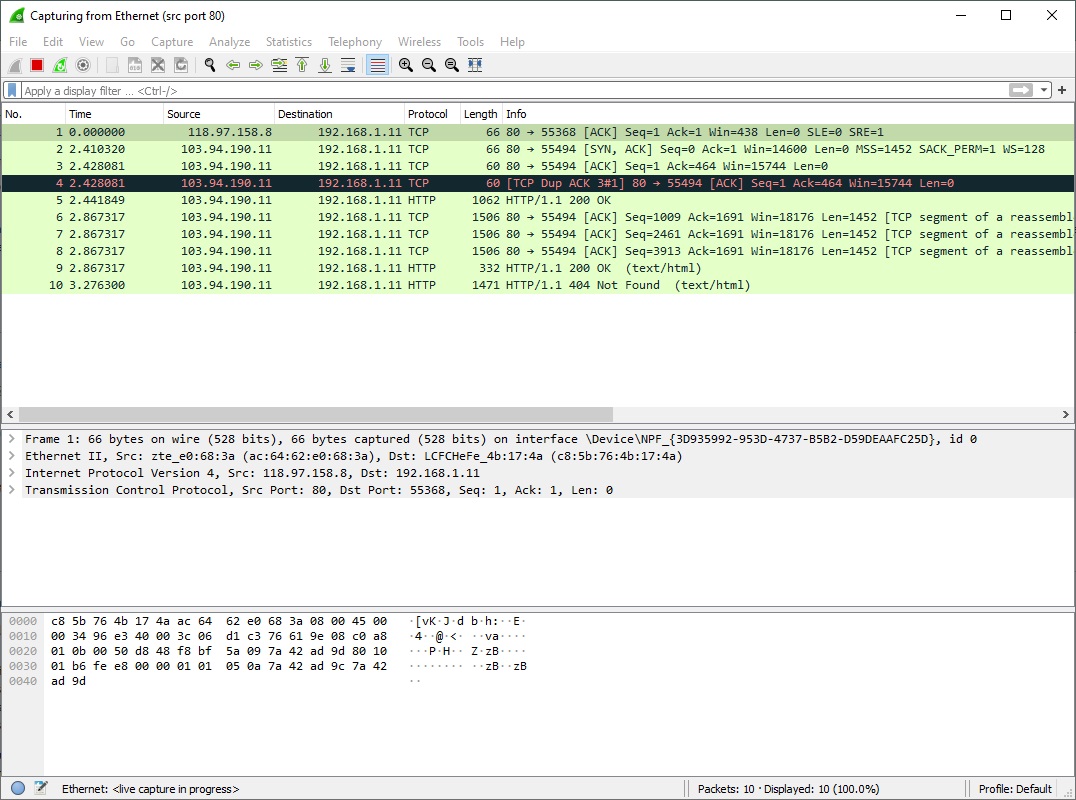 Capturing from Ethernet (src port 80)
File Edit View Go Capture Analyze Statistics Telephony Wireless Tools Help
Apply a display filter ... <Ctrl-/>
No. Time Source Destination Protocol Length Info
1 0.000000 118.97.158.8 192.168.1.11 TCP 66 80 → 55368 [ACK] Seq=1 Ack=1 Win=438 Len=0 SLE=0 SRE=1
2 2.410320 103.94.190.11 192.168.1.11 TCP 66 80 → 55494 [SYN, ACK] Seq=0 Ack=1 Win=14600 Len=0 MSS=1452 SACK_PERM=1 WS=128
3 2.428081 103.94.190.11 192.168.1.11 TCP 60 80 → 55494 [ACK] Seq=1 Ack=464 Win=15744 Len=0
4 2.428081 103.94.190.11 192.168.1.11 TCP 60 [TCP Dup ACK 3#1] 80 → 55494 [ACK] Seq=1 Ack=464 Win=15744 Len=0
5 2.441849 103.94.190.11 192.168.1.11 HTTP 1062 HTTP/1.1 200 OK
6 2.867317 103.94.190.11 192.168.1.11 TCP 1506 80 → 55494 [ACK] Seq=1009 Ack=1691 Win=18176 Len=1452 [TCP segment of a reassembl
7 2.867317 103.94.190.11 192.168.1.11 TCP 1506 80 → 55494 [ACK] Seq=2461 Ack=1691 Win=18176 Len=1452 [TCP segment of a reassembl
8 2.867317 103.94.190.11 192.168.1.11 TCP 1506 80 → 55494 [ACK] Seq=3913 Ack=1691 Win=18176 Len=1452 [TCP segment of a reassembl
9 2.867317 103.94.190.11 192.168.1.11 HTTP 332 HTTP/1.1 200 OK  (text/html)
10 3.276300 103.94.190.11 192.168.1.11 HTTP 1471 HTTP/1.1 404 Not Found  (text/html)
Frame 1: 66 bytes on wire (528 bits), 66 bytes captured (528 bits) on interface \Device\NPF_{3D935992-953D-4737-B5B2-D59DEAAFC25D}, id 0
Ethernet II, Src: zte_e0:68:3a (ac:64:62:e0:68:3a), Dst: LCFCHeFe_4b:17:4a (c8:5b:76:4b:17:4a)
Internet Protocol Version 4, Src: 118.97.158.8, Dst: 192.168.1.11
Transmission Control Protocol, Src Port: 80, Dst Port: 55368, Seq: 1, Ack: 1, Len: 0
0000 c8 5b 76 4b 17 4a ac 64 62 e0 68 3a 08 00 45 00 ·[vK·J·d b·h:··E·
0010 00 34 96 e3 40 00 3c 06 d1 c3 76 61 9e 08 c0 a8 ·4··@·<· ··va····
0020 01 0b 00 50 d8 48 f8 bf 5a 09 7a 42 ad 9d 80 10 ···P·H·· Z·zB····
0030 01 b6 fe e8 00 00 01 01 05 0a 7a 42 ad 9c 7a 42 ········ ··zB··zB
0040 ad 9d ··
Ethernet: <live capture in progress> Packets: 10 · Displayed: 10 (100.0%) Profile: Default